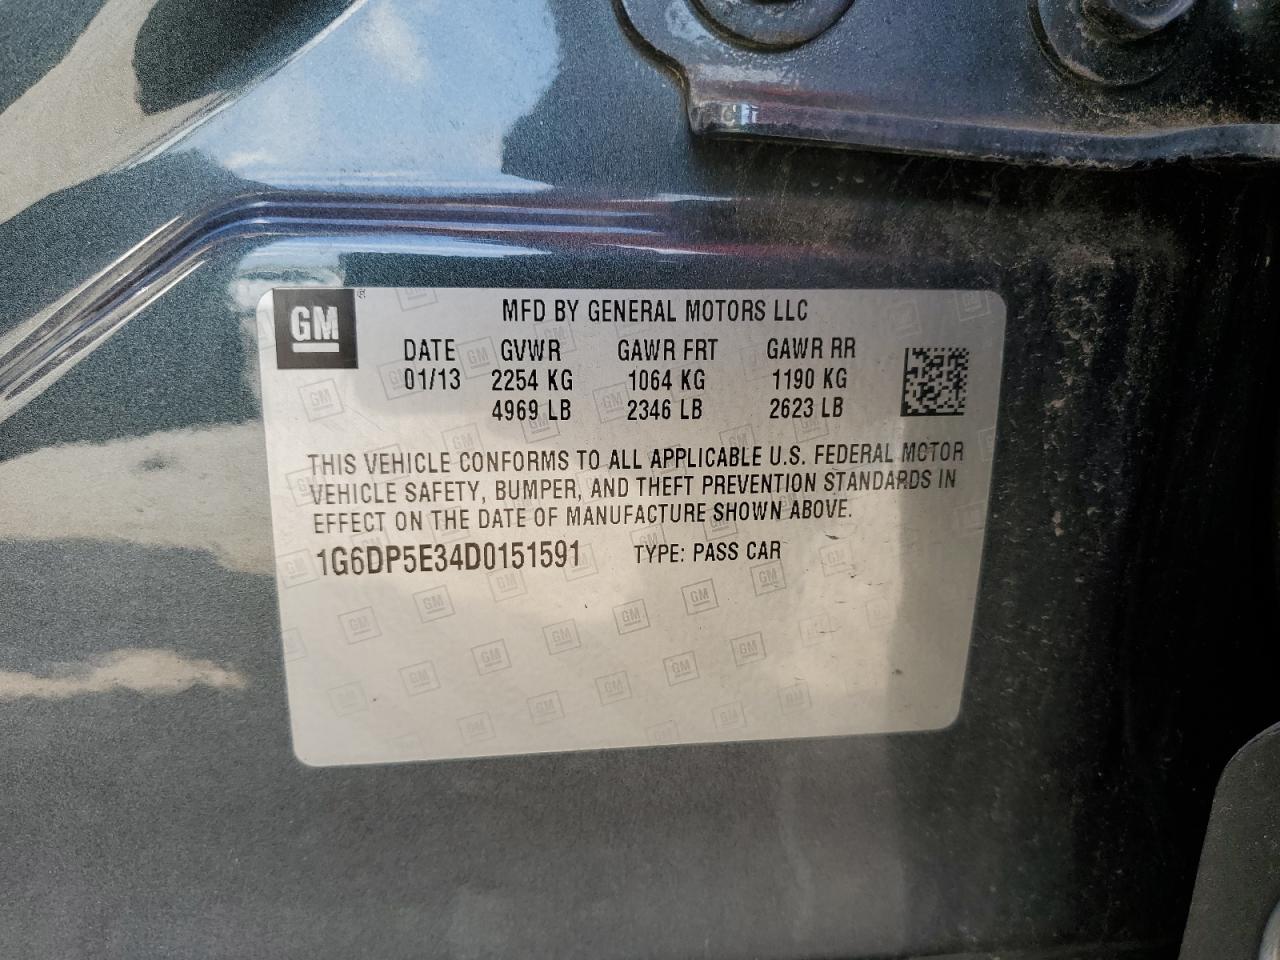 GM
MFD BY GENERAL MOTORS LLC
DATE GVWR GAWR FRT GAWR RR
01/13 2254 KG 1064 KG 1190 KG
4969 LB 2346 LB 2623 LB
THIS VEHICLE CONFORMS TO ALL APPLICABLE U.S. FEDERAL MOTOR
VEHICLE SAFETY, BUMPER, AND THEFT PREVENTION STANDARDS IN
EFFECT ON THE DATE OF MANUFACTURE SHOWN ABOVE.
1G6DP5E34D0151591 TYPE: PASS CAR